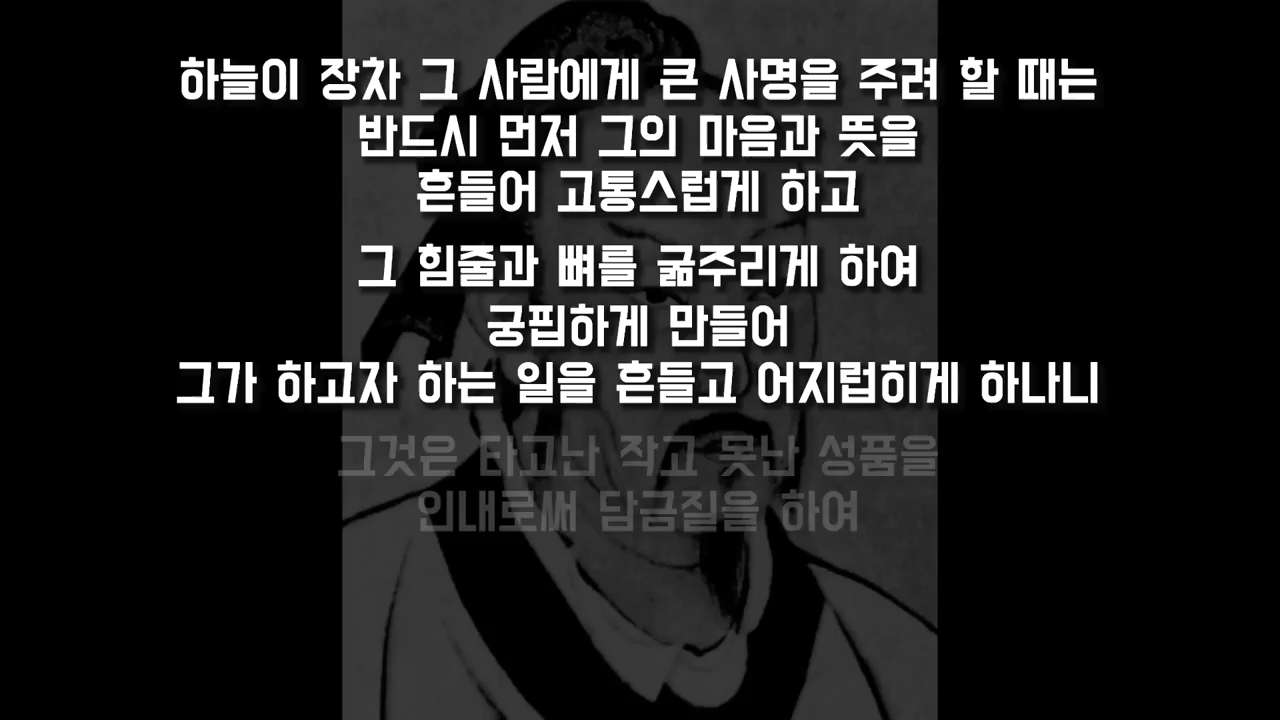 하늘이 장차 그 사람에게 큰 사명을 주려 할 때는
반드시 먼저 그의 마음과 뜻을
흔들어 고통스럽게 하고
그 힘줄과 뼈를 굶주리게 하여
궁핍하게 만들어
그가 하고자 하는 일을 흔들고 어지럽히게 하나니
그것은 타고난 작고 못난 성품을
인내로써 담금질을 하여